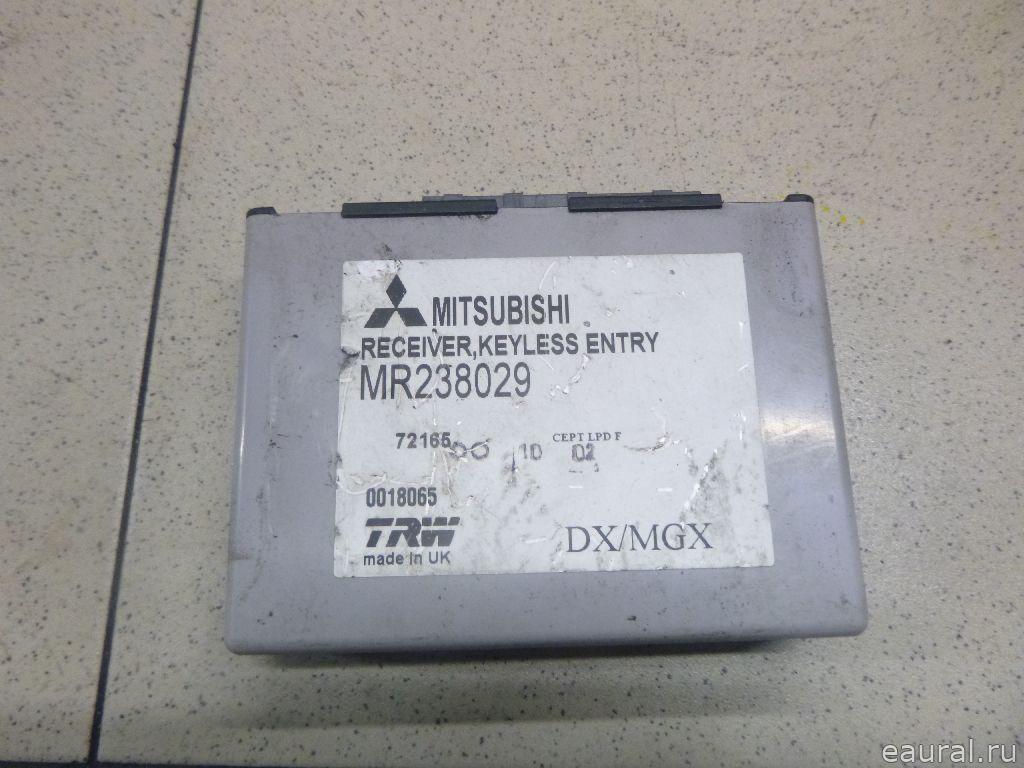 MITSUBISHI
RECEIVER,KEYLESS ENTRY
MR238029
CEPT LPD F
72165 10 02
0018065
TRW
made in UK
DX/MGX
eaural.ru